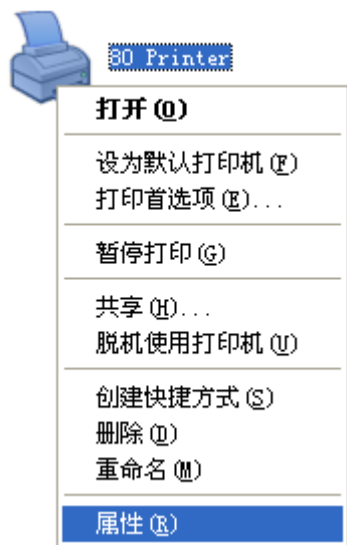 80 Printer
打开(O)
设为默认打印机(F)
打印首选项(E)...
暂停打印(G)
共享(H)...
脱机使用打印机(U)
创建快捷方式(S)
删除(D)
重命名(M)
属性(R)